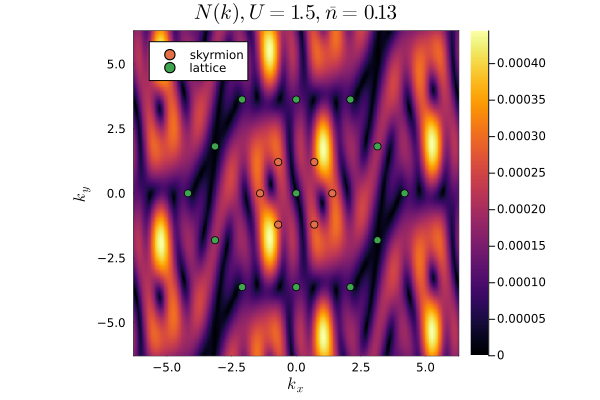 N(k), U = 1.5, n̄ = 0.13
skyrmion
lattice
5.0
2.5
0.0
−2.5
−5.0
k_y
−5.0 −2.5 0.0 2.5 5.0
k_x
0.00040
0.00035
0.00030
0.00025
0.00020
0.00015
0.00010
0.00005
0